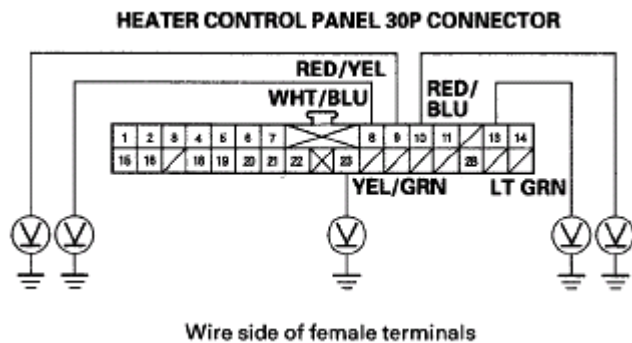 HEATER CONTROL PANEL 30P CONNECTOR
RED/YEL
WHT/BLU
RED/
BLU
1 2 3 4 5 6 7 8 9 10 11 13 14
15 16 18 19 20 21 22 23 28
YEL/GRN
LT GRN
V V V V V
Wire side of female terminals